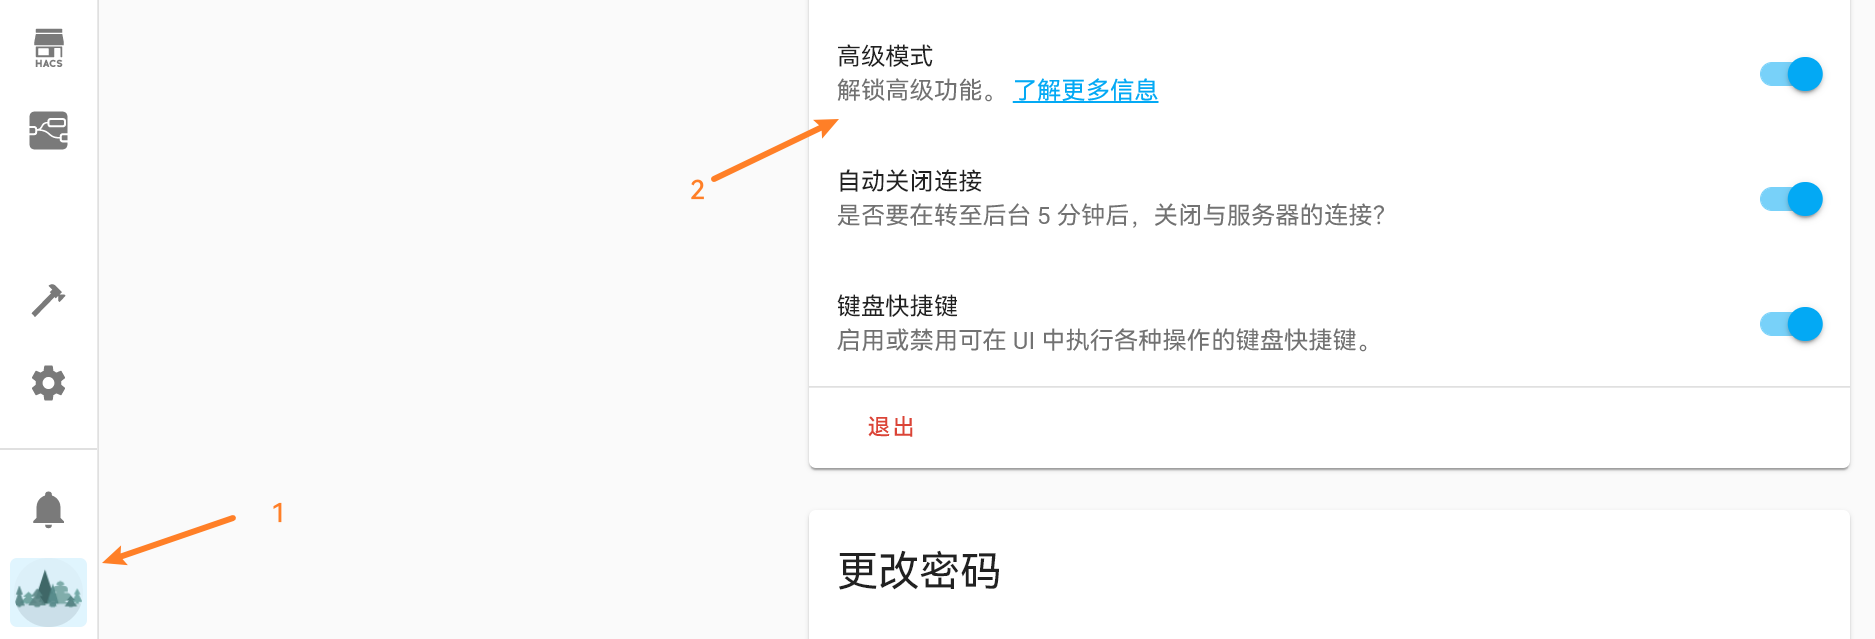 HACS
高级模式
解锁高级功能。 了解更多信息
2
自动关闭连接
是否要在转至后台 5 分钟后，关闭与服务器的连接?
键盘快捷键
启用或禁用可在 UI 中执行各种操作的键盘快捷键。
退出
1
更改密码